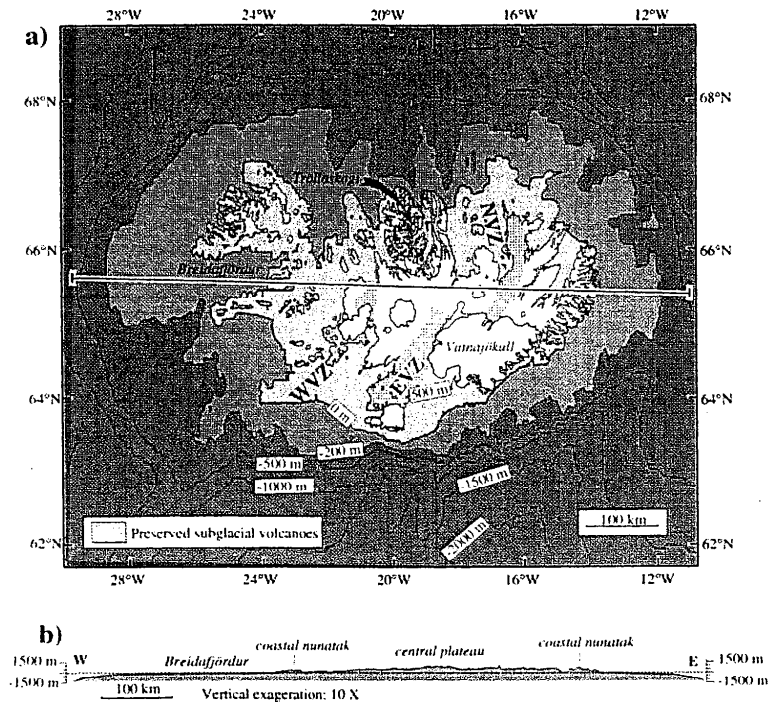 a)
28°W 24°W 20°W 16°W 12°W
68°N 68°N
Tröllaskagi
NVZ
66°N 66°N
Breidafjördur
Vatnajökull
WVZ
EVZ
500 m
0 m
64°N 64°N
-200 m
-500 m
-1000 m
-1500 m
-2000 m
Preserved subglacial volcanoes
100 km
62°N 62°N
28°W 24°W 20°W 16°W 12°W
b)
coastal nunatak central plateau coastal nunatak
1500 m W Breidafjördur E 1500 m
-1500 m -1500 m
100 km Vertical exageration: 10 X